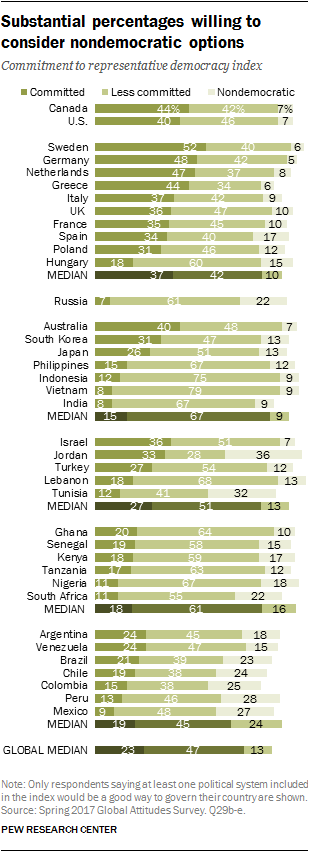 Substantial percentages willing to
consider nondemocratic options
Commitment to representative democracy index
Committed Less committed Nondemocratic
Canada 44% 42% 7%
U.S. 40 46 7
Sweden 52 40 6
Germany 48 42 5
Netherlands 47 37 8
Greece 44 34 6
Italy 37 42 9
UK 36 47 10
France 35 45 10
Spain 34 40 17
Poland 31 46 12
Hungary 18 60 15
MEDIAN 37 42 10
Russia 7 61 22
Australia 40 48 7
South Korea 31 47 13
Japan 26 51 13
Philippines 15 67 12
Indonesia 12 75 9
Vietnam 8 79 9
India 8 67 9
MEDIAN 15 67 9
Israel 36 51 7
Jordan 33 28 36
Turkey 27 54 12
Lebanon 18 68 13
Tunisia 12 41 32
MEDIAN 27 51 13
Ghana 20 64 10
Senegal 19 58 15
Kenya 18 59 17
Tanzania 17 63 12
Nigeria 11 67 18
South Africa 11 55 22
MEDIAN 18 61 16
Argentina 24 45 18
Venezuela 24 47 15
Brazil 21 39 23
Chile 19 38 24
Colombia 15 38 25
Peru 13 46 28
Mexico 9 48 27
MEDIAN 19 45 24
GLOBAL MEDIAN 23 47 13
Note: Only respondents saying at least one political system included
in the index would be a good way to govern their country are shown.
Source: Spring 2017 Global Attitudes Survey. Q29b-e.
PEW RESEARCH CENTER